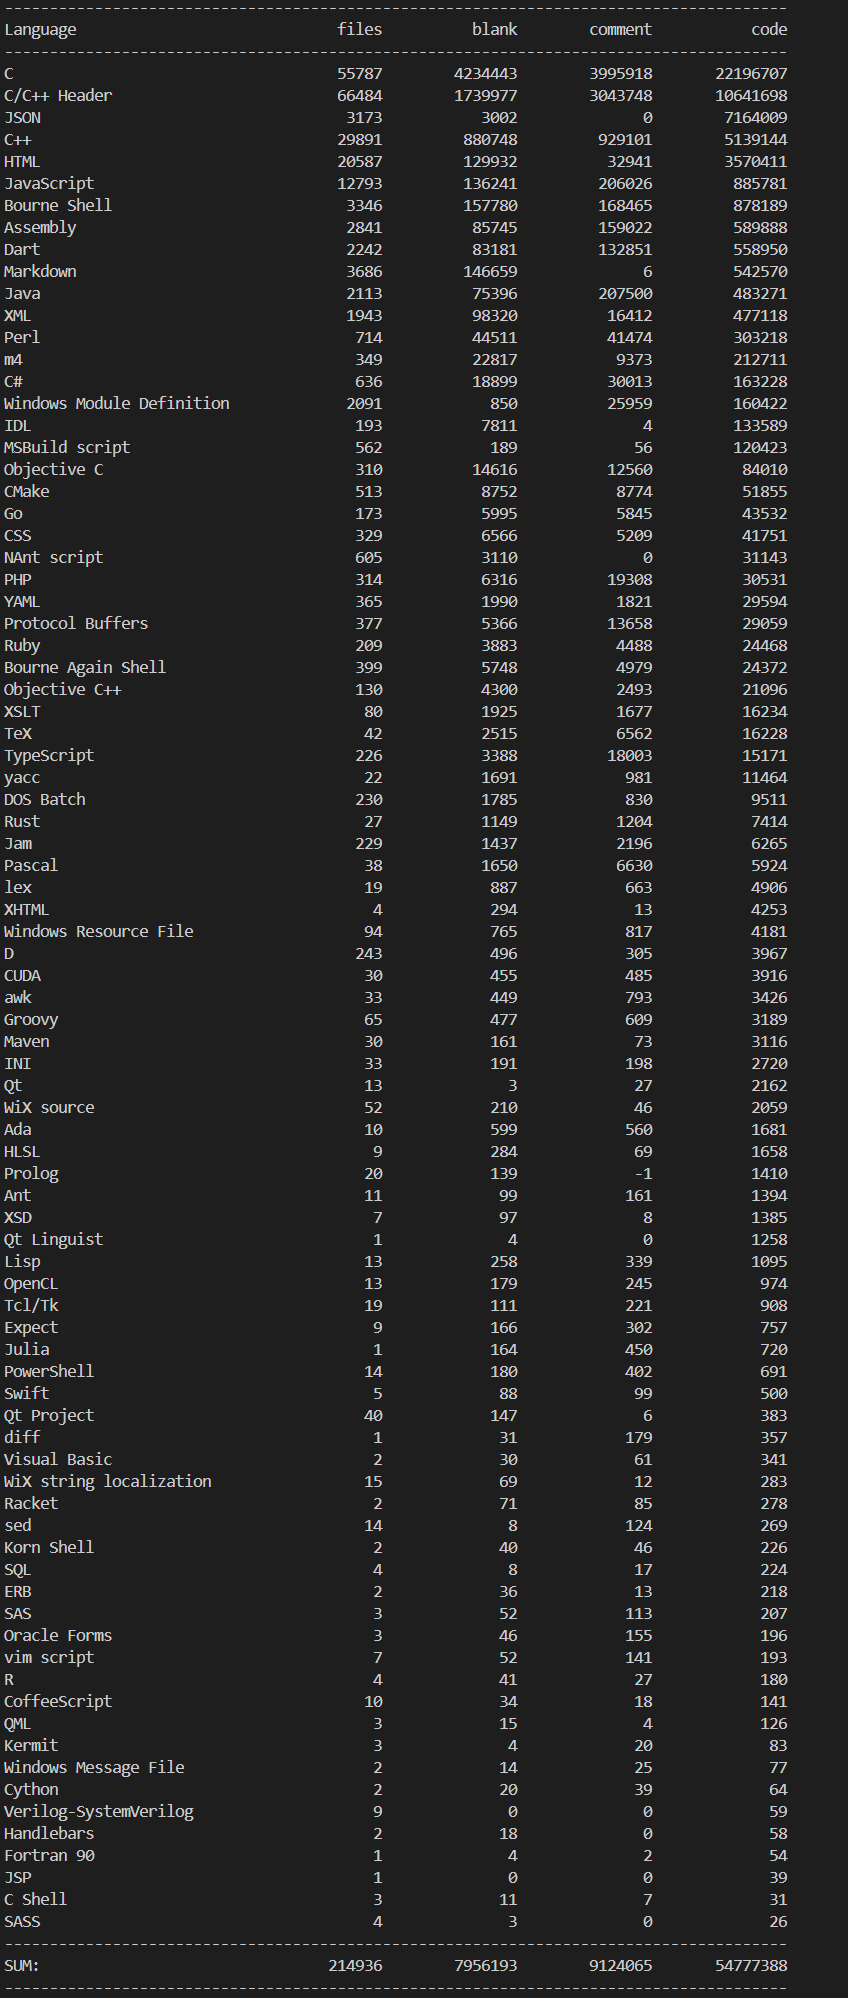 -------------------------------------------------------------------------------
Language                     files          blank        comment           code
-------------------------------------------------------------------------------
C                            55787        4234443        3995918       22196707
C/C++ Header                 66484        1739977        3043748       10641698
JSON                          3173           3002              0        7164009
C++                          29891         880748         929101        5139144
HTML                         20587         129932          32941        3570411
JavaScript                   12793         136241         206026         885781
Bourne Shell                  3346         157780         168465         878189
Assembly                      2841          85745         159022         589888
Dart                          2242          83181         132851         558950
Markdown                      3686         146659              6         542570
Java                          2113          75396         207500         483271
XML                           1943          98320          16412         477118
Perl                           714          44511          41474         303218
m4                             349          22817           9373         212711
C#                             636          18899          30013         163228
Windows Module Definition     2091            850          25959         160422
IDL                            193           7811              4         133589
MSBuild script                 562            189             56         120423
Objective C                    310          14616          12560          84010
CMake                          513           8752           8774          51855
Go                             173           5995           5845          43532
CSS                            329           6566           5209          41751
NAnt script                    605           3110              0          31143
PHP                            314           6316          19308          30531
YAML                           365           1990           1821          29594
Protocol Buffers               377           5366          13658          29059
Ruby                           209           3883           4488          24468
Bourne Again Shell             399           5748           4979          24372
Objective C++                  130           4300           2493          21096
XSLT                            80           1925           1677          16234
TeX                             42           2515           6562          16228
TypeScript                     226           3388          18003          15171
yacc                            22           1691            981          11464
DOS Batch                      230           1785            830           9511
Rust                            27           1149           1204           7414
Jam                            229           1437           2196           6265
Pascal                          38           1650           6630           5924
lex                             19            887            663           4906
XHTML                            4            294             13           4253
Windows Resource File           94            765            817           4181
D                              243            496            305           3967
CUDA                            30            455            485           3916
awk                             33            449            793           3426
Groovy                          65            477            609           3189
Maven                           30            161             73           3116
INI                             33            191            198           2720
Qt                              13              3             27           2162
WiX source                      52            210             46           2059
Ada                             10            599            560           1681
HLSL                             9            284             69           1658
Prolog                          20            139             -1           1410
Ant                             11             99            161           1394
XSD                              7             97              8           1385
Qt Linguist                      1              4              0           1258
Lisp                            13            258            339           1095
OpenCL                          13            179            245            974
Tcl/Tk                          19            111            221            908
Expect                           9            166            302            757
Julia                            1            164            450            720
PowerShell                      14            180            402            691
Swift                            5             88             99            500
Qt Project                      40            147              6            383
diff                             1             31            179            357
Visual Basic                     2             30             61            341
WiX string localization         15             69             12            283
Racket                           2             71             85            278
sed                             14              8            124            269
Korn Shell                       2             40             46            226
SQL                              4              8             17            224
ERB                              2             36             13            218
SAS                              3             52            113            207
Oracle Forms                     3             46            155            196
vim script                       7             52            141            193
R                                4             41             27            180
CoffeeScript                    10             34             18            141
QML                              3             15              4            126
Kermit                           3              4             20             83
Windows Message File             2             14             25             77
Cython                           2             20             39             64
Verilog-SystemVerilog            9              0              0             59
Handlebars                       2             18              0             58
Fortran 90                       1              4              2             54
JSP                              1              0              0             39
C Shell                          3             11              7             31
SASS                             4              3              0             26
-------------------------------------------------------------------------------
SUM:                        214936        7956193        9124065       54777388
-------------------------------------------------------------------------------